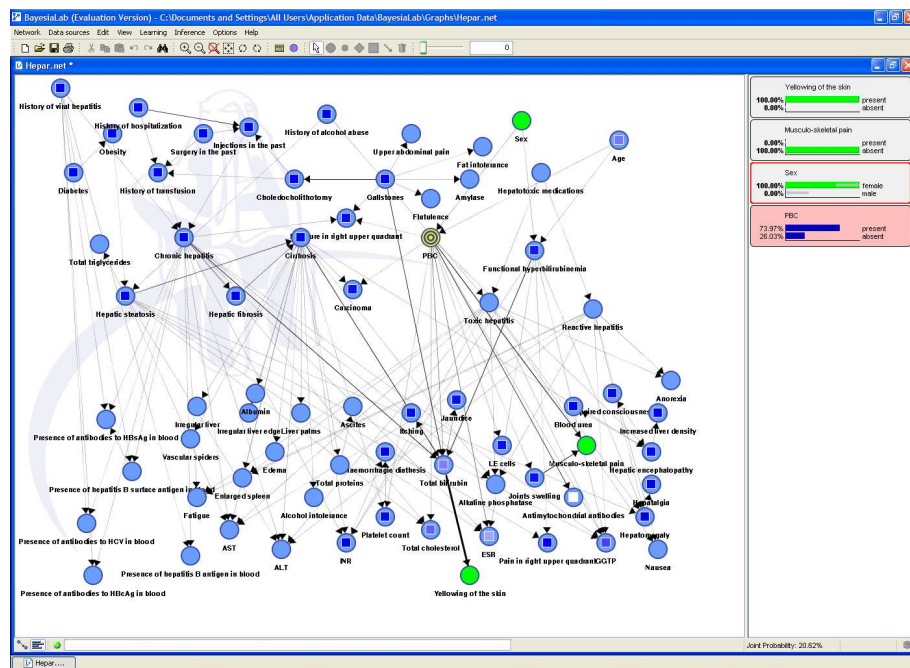 BayesiaLab (Evaluation Version) - C:\Documents and Settings\All Users\Application Data\BayesiaLab\Graphs\Hepar.net
Network Data sources Edit View Learning Inference Options Help
0
Hepar.net *
History of viral hepatitis
History of hospitalization
Injections in the past
History of alcohol abuse
Sex
Obesity
Surgery in the past
Upper abdominal pain
Fat intolerance
Age
Diabetes
History of transfusion
Choledocholithotomy
Gallstones
Amylase
Hepatotoxic medications
Flatulence
in right upper quadrant
Total triglycerides
Chronic hepatitis
Cirrhosis
PBC
Functional hyperbilirubinemia
Hepatic steatosis
Hepatic fibrosis
Carcinoma
Toxic hepatitis
Reactive hepatitis
Anorexia
Presence of antibodies to HBsAg in blood
Irregular liver
Albumin
Irregular liver edge
Liver palms
Ascites
Itching
Jaundice
Blood urea
consciousness
Increased liver density
Vascular spiders
Edema
Total proteins
diathesis
Total bilirubin
LE cells
Musculo-skeletal pain
Hepatic encephalopathy
Presence of hepatitis B surface antigen in blood
Enlarged spleen
Alkaline phosphatase
Joints swelling
Hepatalgia
Fatigue
Alcohol intolerance
Antimytochondrial antibodies
Presence of antibodies to HCV in blood
AST
Platelet count
Total cholesterol
ESR
Hepatomegaly
Presence of hepatitis B antigen in blood
ALT
INR
Pain in right upper quadrant
GGTP
Nausea
Presence of antibodies to HBcAg in blood
Yellowing of the skin
Yellowing of the skin
100.00% present
0.00% absent
Musculo-skeletal pain
0.00% present
100.00% absent
Sex
100.00% female
0.00% male
PBC
73.97% present
26.03% absent
Joint Probability: 20.62%
Hepar....